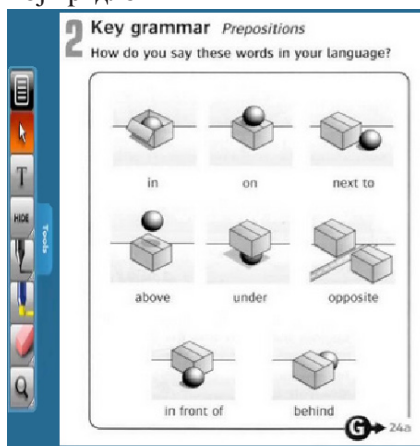 2 Key grammar Prepositions
How do you say these words in your language?
in on next to
above under opposite
in front of behind
G 24a
T
HIDE
Tools